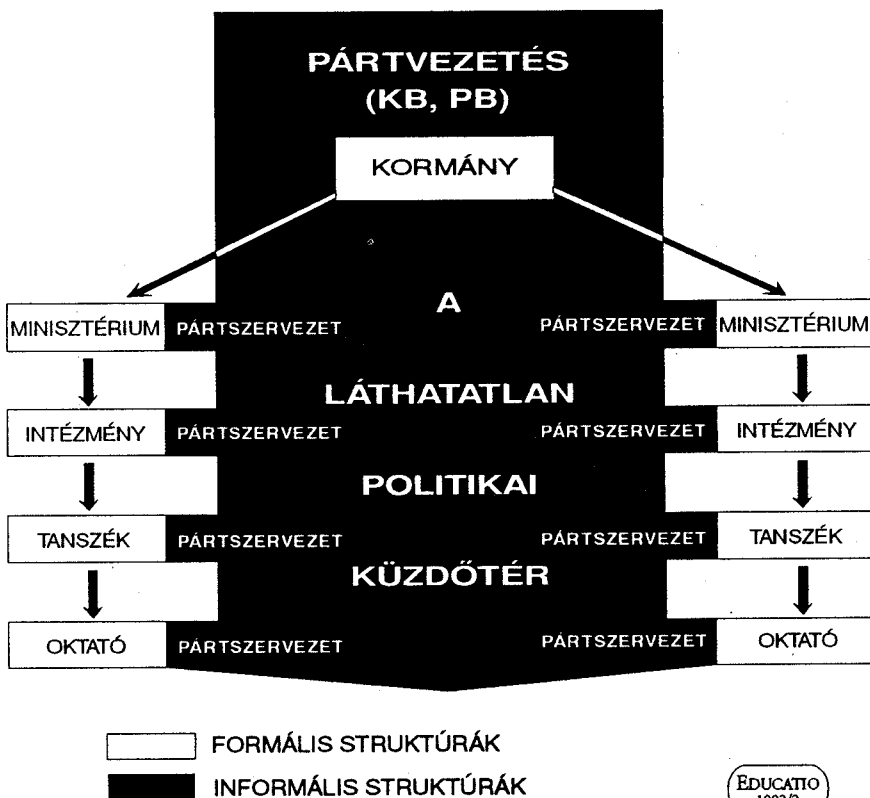 PÁRTVEZETÉS
(KB, PB)
KORMÁNY
A
MINISZTÉRIUM PÁRTSZERVEZET PÁRTSZERVEZET MINISZTÉRIUM
LÁTHATATLAN
INTÉZMÉNY PÁRTSZERVEZET PÁRTSZERVEZET INTÉZMÉNY
POLITIKAI
TANSZÉK PÁRTSZERVEZET PÁRTSZERVEZET TANSZÉK
KÜZDŐTÉR
OKTATÓ PÁRTSZERVEZET PÁRTSZERVEZET OKTATÓ
FORMÁLIS STRUKTÚRÁK
INFORMÁLIS STRUKTÚRÁK
EDUCATIO